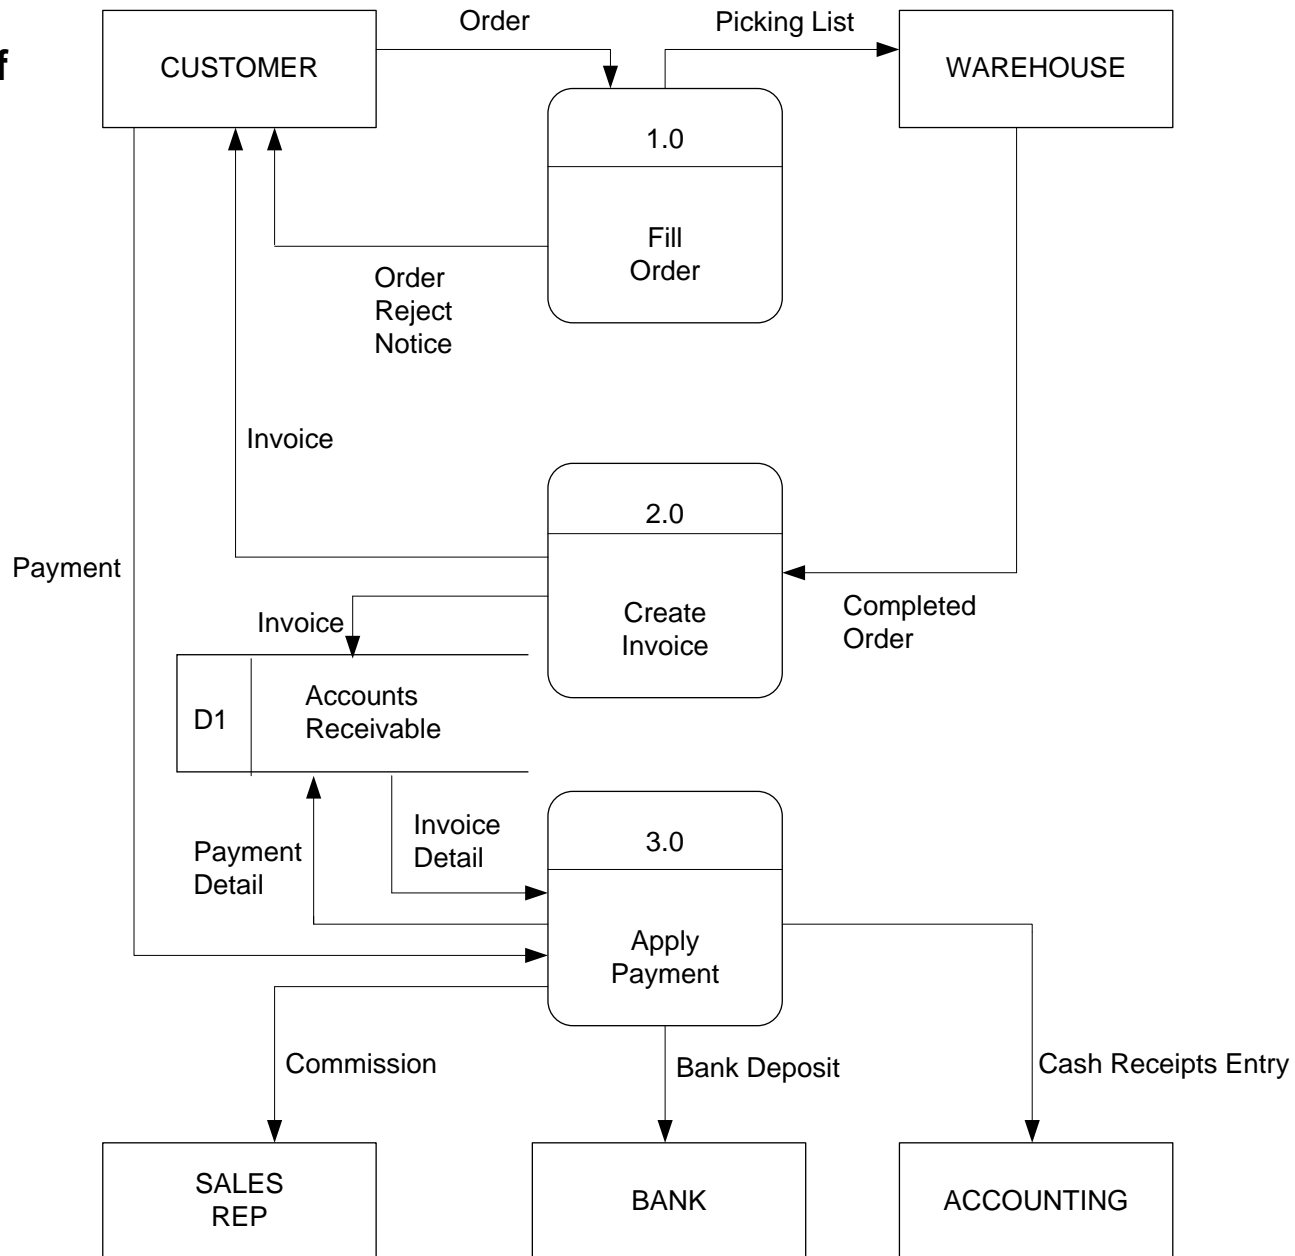 Order
Picking List
f
CUSTOMER
WAREHOUSE
1.0
Fill
Order
Order
Reject
Notice
Invoice
2.0
Payment
Create
Invoice
Completed
Order
Invoice
D1
Accounts
Receivable
Invoice
Detail
Payment
Detail
3.0
Apply
Payment
Commission
Bank Deposit
Cash Receipts Entry
SALES
REP
BANK
ACCOUNTING